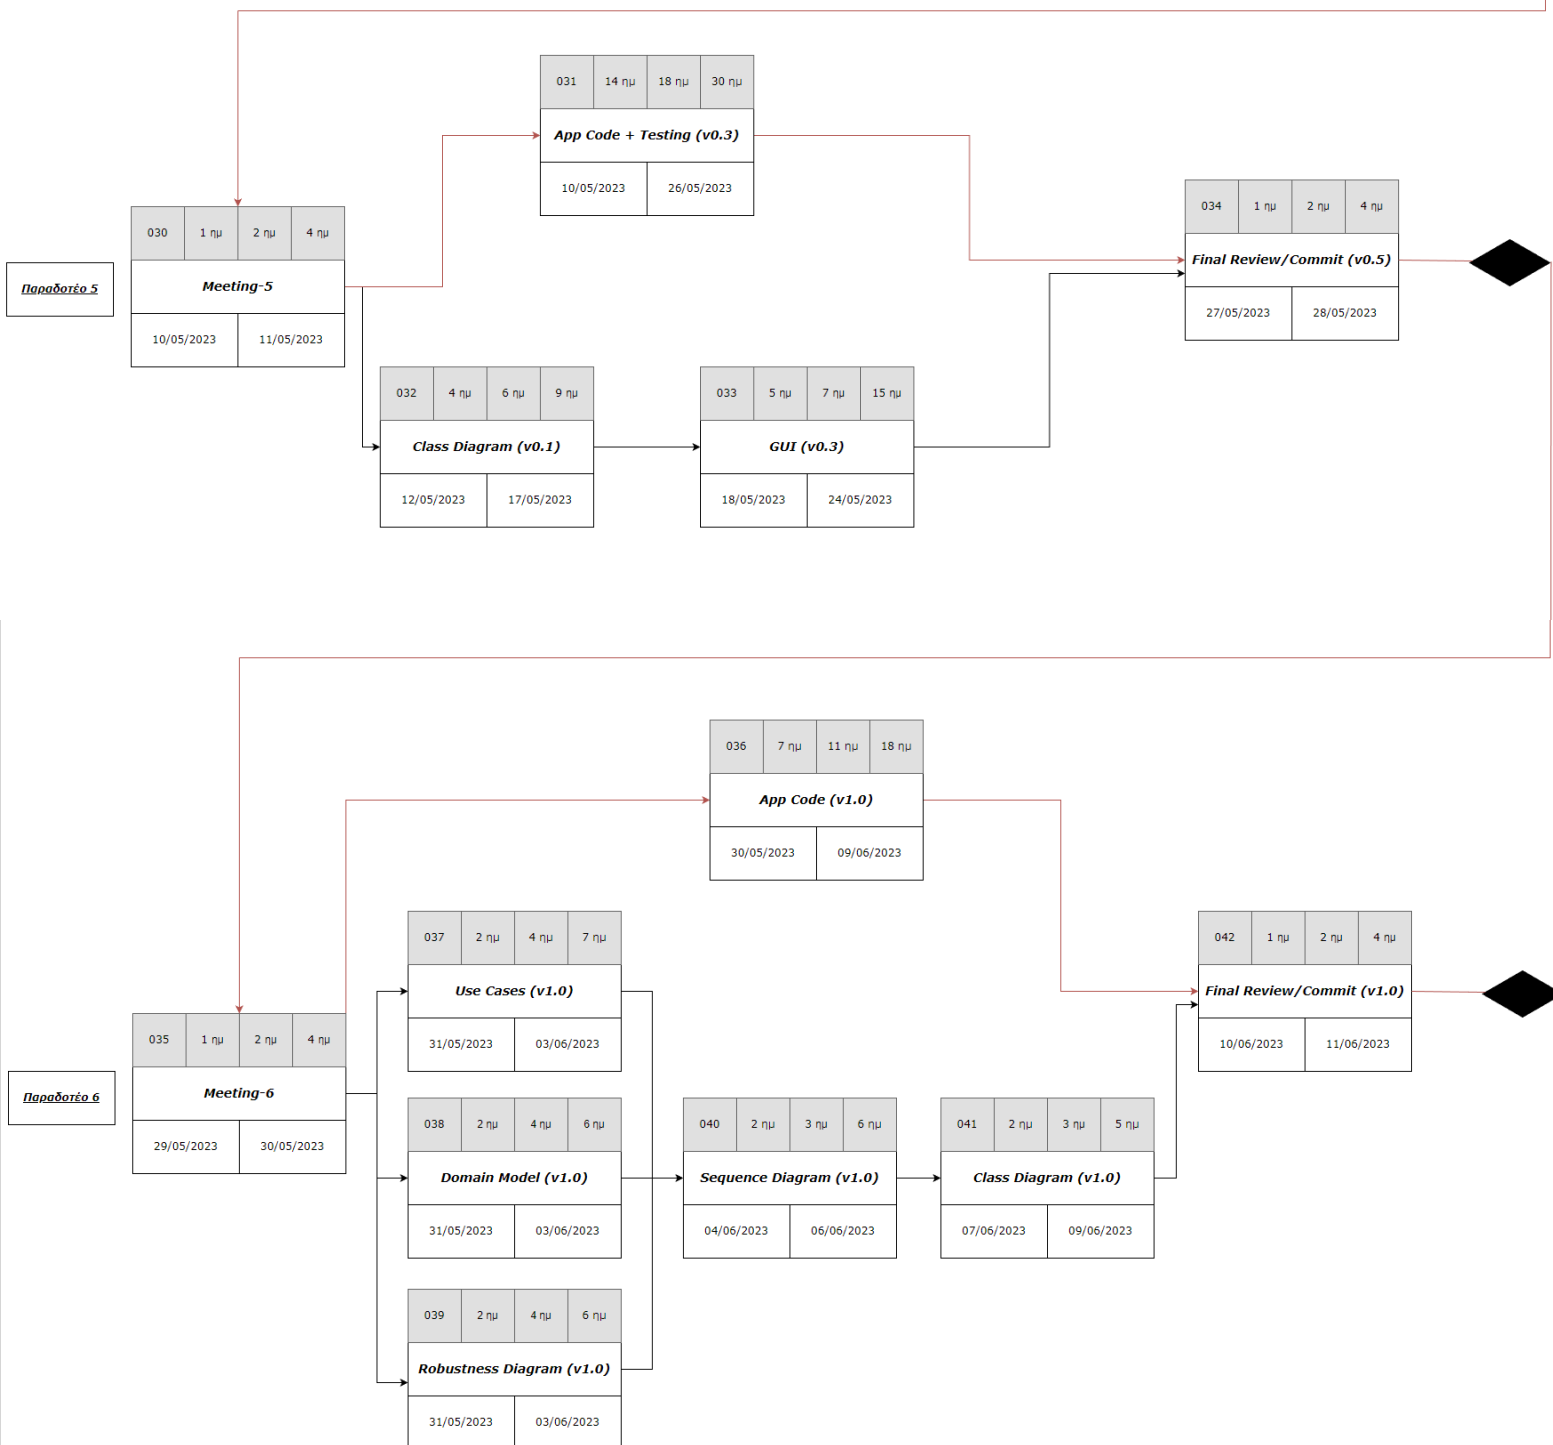 Παραδοτέο 5
030 1 ημ 2 ημ 4 ημ
Meeting-5
10/05/2023 11/05/2023
031 14 ημ 18 ημ 30 ημ
App Code + Testing (v0.3)
10/05/2023 26/05/2023
032 4 ημ 6 ημ 9 ημ
Class Diagram (v0.1)
12/05/2023 17/05/2023
033 5 ημ 7 ημ 15 ημ
GUI (v0.3)
18/05/2023 24/05/2023
034 1 ημ 2 ημ 4 ημ
Final Review/Commit (v0.5)
27/05/2023 28/05/2023
Παραδοτέο 6
035 1 ημ 2 ημ 4 ημ
Meeting-6
29/05/2023 30/05/2023
036 7 ημ 11 ημ 18 ημ
App Code (v1.0)
30/05/2023 09/06/2023
037 2 ημ 4 ημ 7 ημ
Use Cases (v1.0)
31/05/2023 03/06/2023
038 2 ημ 4 ημ 6 ημ
Domain Model (v1.0)
31/05/2023 03/06/2023
039 2 ημ 4 ημ 6 ημ
Robustness Diagram (v1.0)
31/05/2023 03/06/2023
040 2 ημ 3 ημ 6 ημ
Sequence Diagram (v1.0)
04/06/2023 06/06/2023
041 2 ημ 3 ημ 5 ημ
Class Diagram (v1.0)
07/06/2023 09/06/2023
042 1 ημ 2 ημ 4 ημ
Final Review/Commit (v1.0)
10/06/2023 11/06/2023